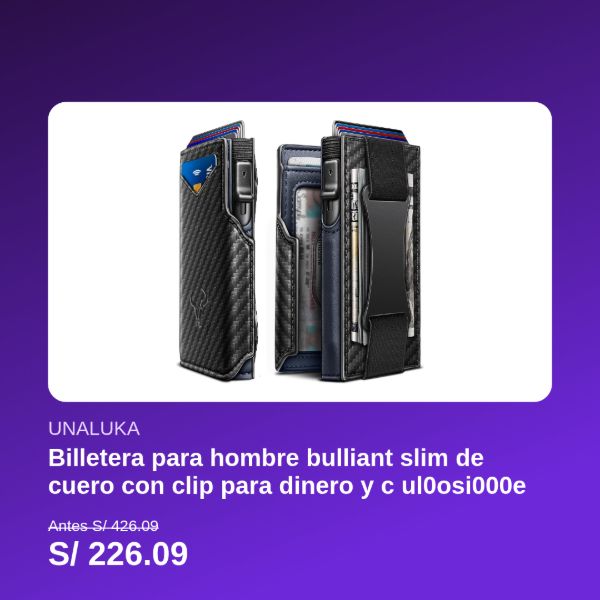 UNALUKA
Billetera para hombre bulliant slim de
cuero con clip para dinero y c ul0osi000e
Antes S/ 426.09
S/ 226.09